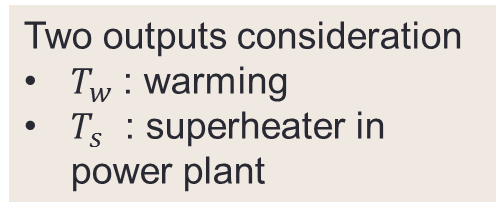 Two outputs consideration
• T_w : warming
• T_s : superheater in
power plant